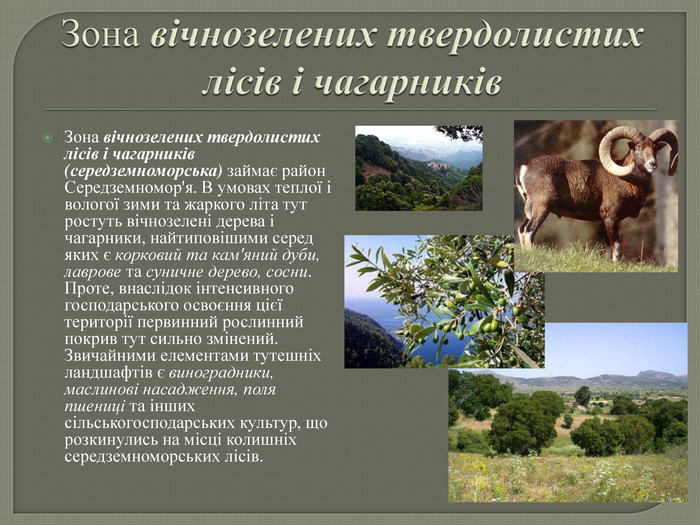 Зона вічнозелених твердолистих
лісів і чагарників
Зона вічнозелених твердолистих
лісів і чагарників
(середземноморська) займає район
Середземномор'я. В умовах теплої і
вологої зими та жаркого літа тут
ростуть вічнозелені дерева і
чагарники, найтиповішими серед
яких є корковий та кам'яний дуби,
лаврове та суничне дерево, сосни.
Проте, внаслідок інтенсивного
господарського освоєння цієї
території первинний рослинний
покрив тут сильно змінений.
Звичайними елементами тутешніх
ландшафтів є виноградники,
маслинові насадження, поля
пшениці та інших
сільськогосподарських культур, що
розкинулись на місці колишніх
середземноморських лісів.